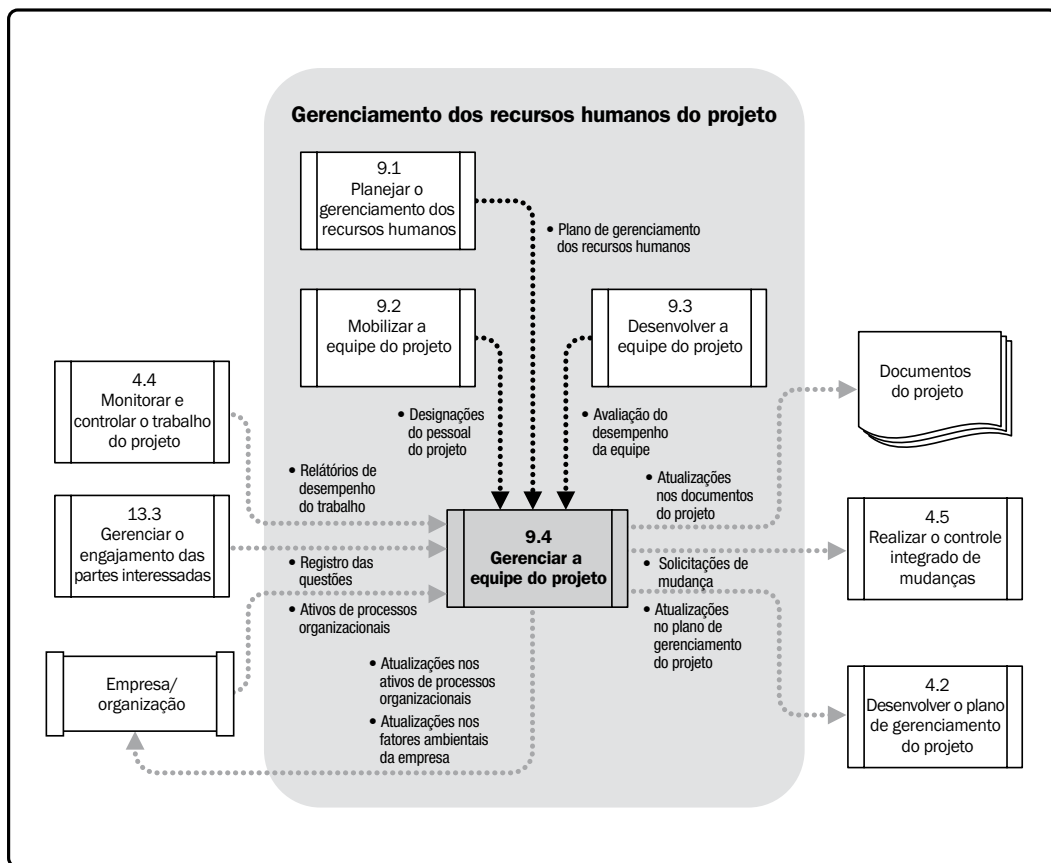 Gerenciamento dos recursos humanos do projeto
9.1
Planejar o
gerenciamento dos
recursos humanos
• Plano de gerenciamento
dos recursos humanos
9.2
Mobilizar a
equipe do projeto
9.3
Desenvolver a
equipe do projeto
4.4
Monitorar e
controlar o trabalho
do projeto
Documentos
do projeto
• Designações
do pessoal
do projeto
• Avaliação do
desempenho
da equipe
• Relátórios de
desempenho
do trabalho
• Atualizações
nos documentos
do projeto
13.3
Gerenciar o
engajamento das
partes interessadas
9.4
Gerenciar a
equipe do projeto
4.5
Realizar o controle
integrado de
mudanças
• Registro das
questões
• Ativos de processos
organizacionais
• Solicitações
de mudança
• Atualizações
no plano de
gerenciamento
do projeto
Empresa/
organização
• Atualizações nos
ativos de processos
organizacionais
• Atualizações nos
fatores ambientais
da empresa
4.2
Desenvolver o plano
de gerenciamento
do projeto